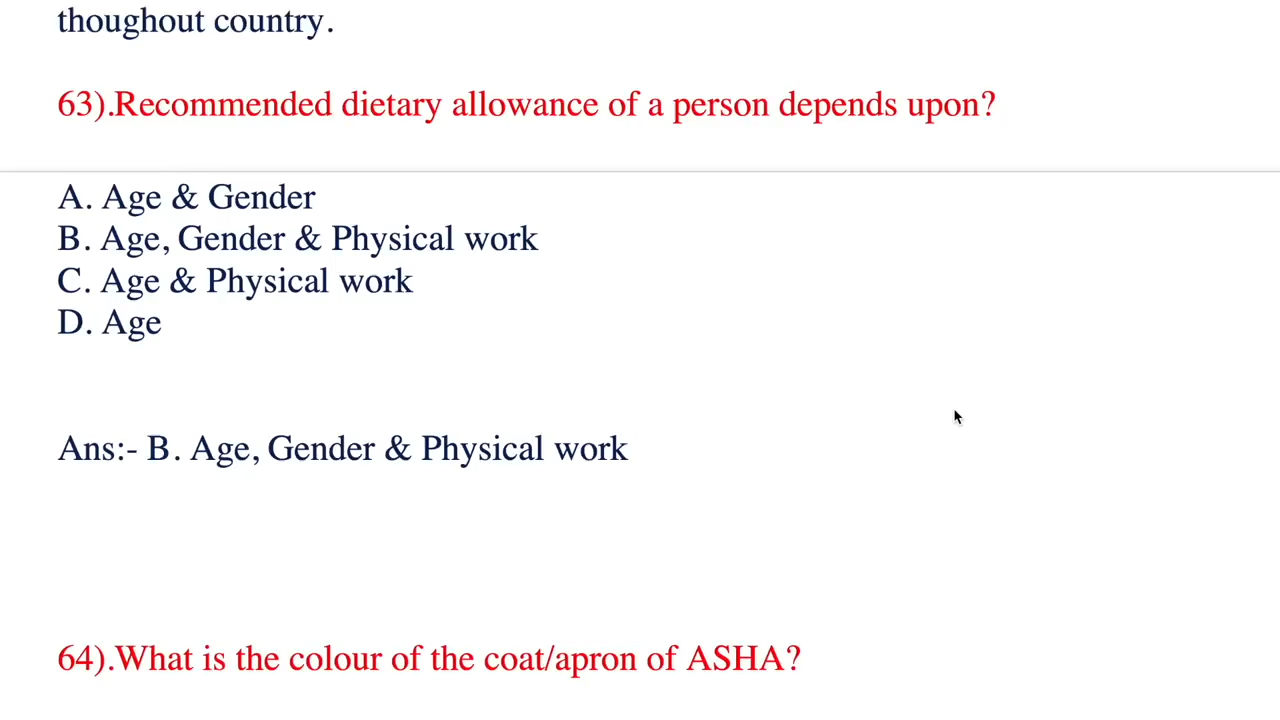 thoughout country.
63).Recommended dietary allowance of a person depends upon?
A. Age & Gender
B. Age, Gender & Physical work
C. Age & Physical work
D. Age
Ans:- B. Age, Gender & Physical work
64).What is the colour of the coat/apron of ASHA?